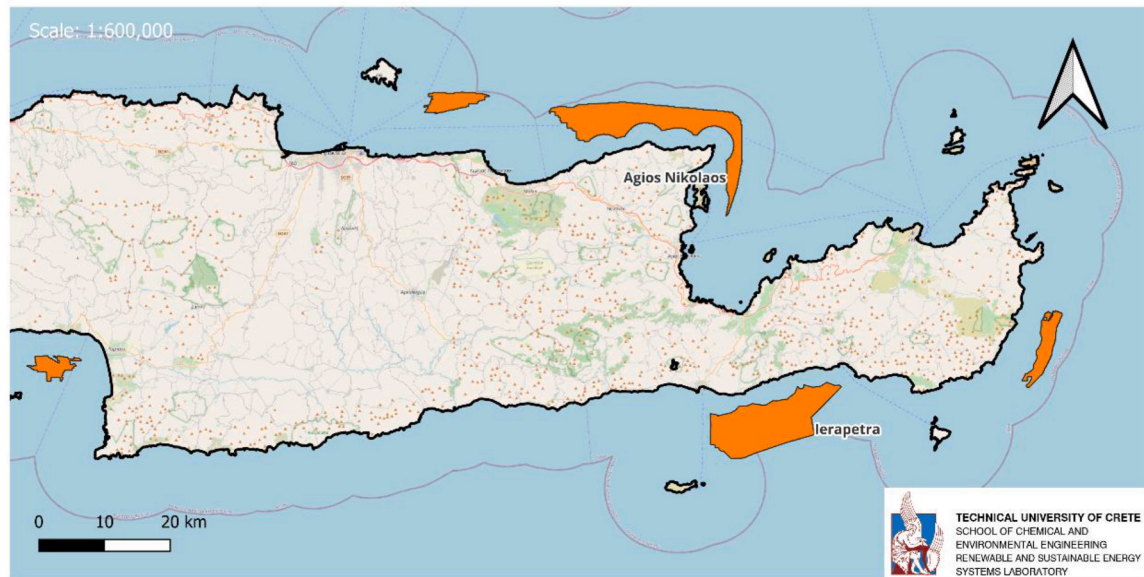 Scale: 1:600,000
Agios Nikolaos
Ierapetra
0 10 20 km
TECHNICAL UNIVERSITY OF CRETE
SCHOOL OF CHEMICAL AND
ENVIRONMENTAL ENGINEERING
RENEWABLE AND SUSTAINABLE ENERGY
SYSTEMS LABORATORY